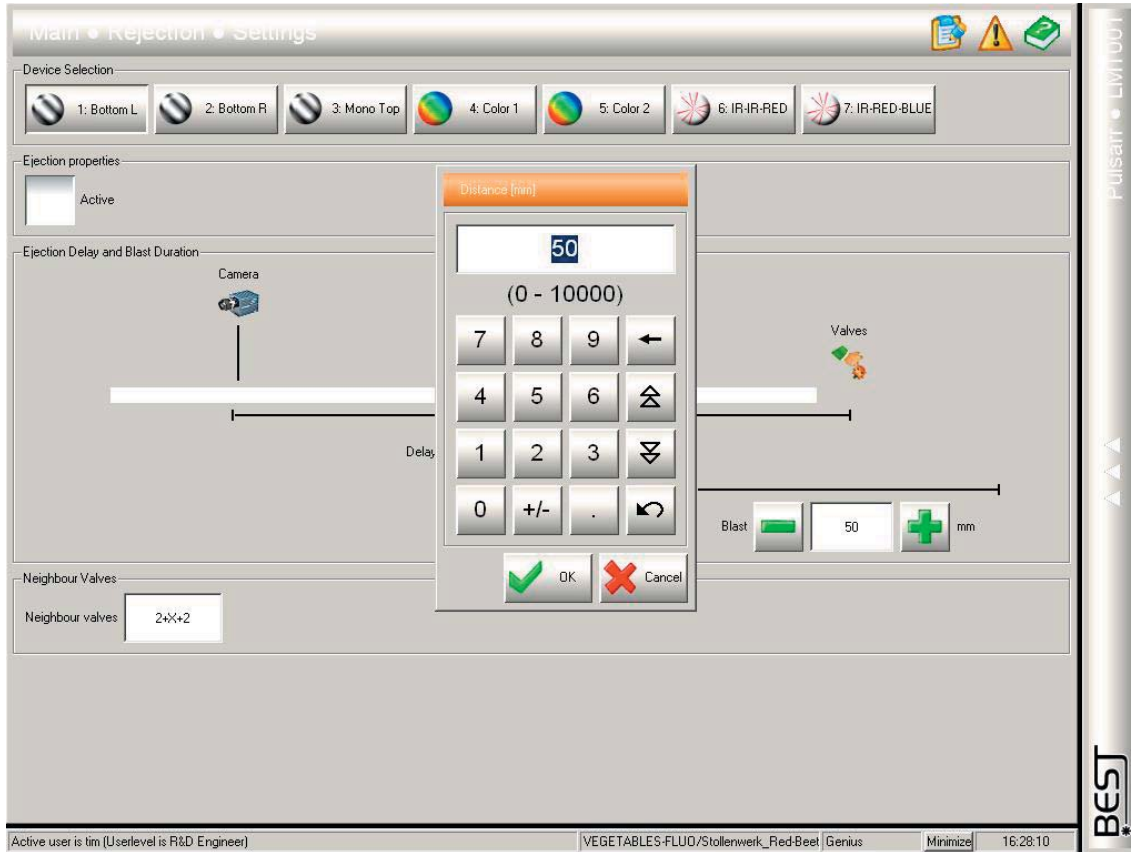 Main • Rejection • Settings
Device Selection
1: Bottom L
2: Bottom R
3: Mono Top
4: Color 1
5: Color 2
6: IR-IR-RED
7: IR-RED-BLUE
Ejection properties
Active
Ejection Delay and Blast Duration
Camera
Valves
Delay
Blast
50
mm
Neighbour Valves
Neighbour valves
2+X+2
Distance [mm]
50
(0 - 10000)
7
8
9
4
5
6
1
2
3
0
+/-
.
OK
Cancel
Pulsarr • LMT001
BEST
Active user is tim (Userlevel is R&D Engineer)
VEGETABLES-FLUO/Stollenwerk_Red-Beet
Genius
Minimize
16:28:10